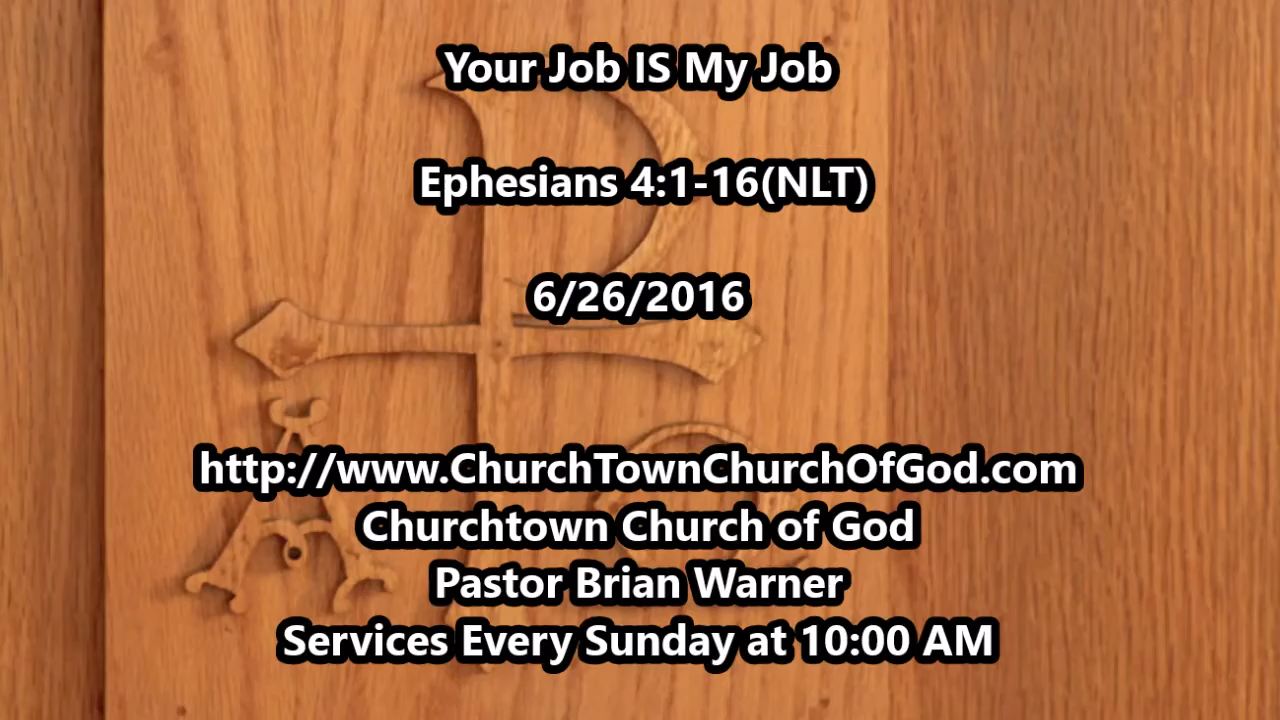 Your Job IS My Job
Ephesians 4:1-16(NLT)
6/26/2016
http://www.ChurchTownChurchOfGod.com
Churchtown Church of God
Pastor Brian Warner
Services Every Sunday at 10:00 AM